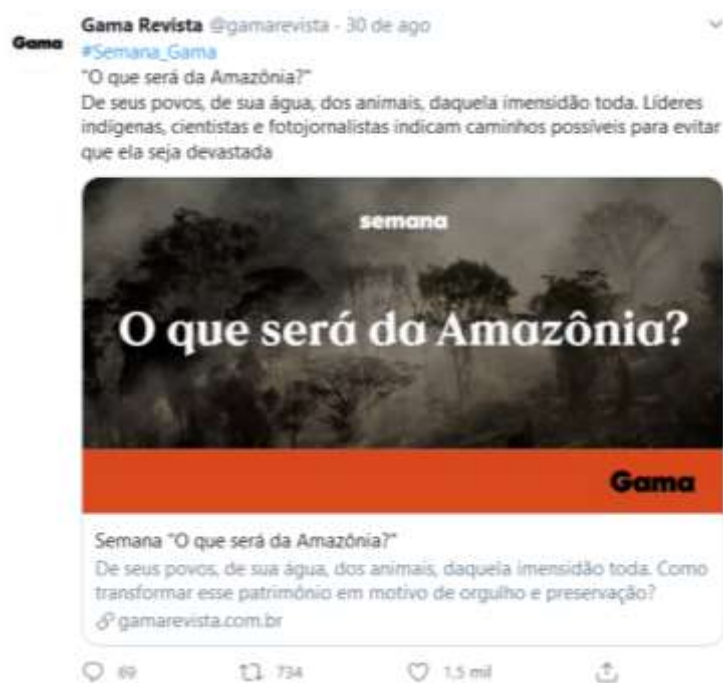 Gama
Gama Revista @gamarevista - 30 de ago
#Semana_Gama
"O que será da Amazônia?"
De seus povos, de sua água, dos animais, daquela imensidão toda. Líderes
indígenas, cientistas e fotojornalistas indicam caminhos possíveis para evitar
que ela seja devastada
semana
O que será da Amazônia?
Gama
Semana "O que será da Amazônia?"
De seus povos, de sua água, dos animais, daquela imensidão toda. Como
transformar esse patrimônio em motivo de orgulho e preservação?
gamarevista.com.br
69 734 1,5 mil